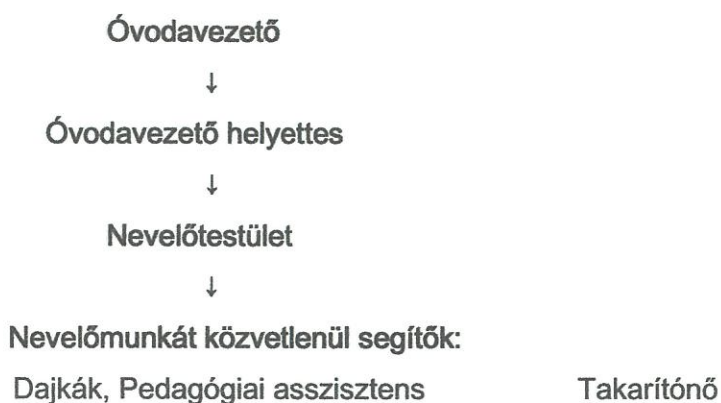 Óvodavezető
↓
Óvodavezető helyettes
↓
Nevelőtestület
↓
Nevelőmunkát közvetlenül segítők:
Dajkák, Pedagógiai asszisztens Takarítónő